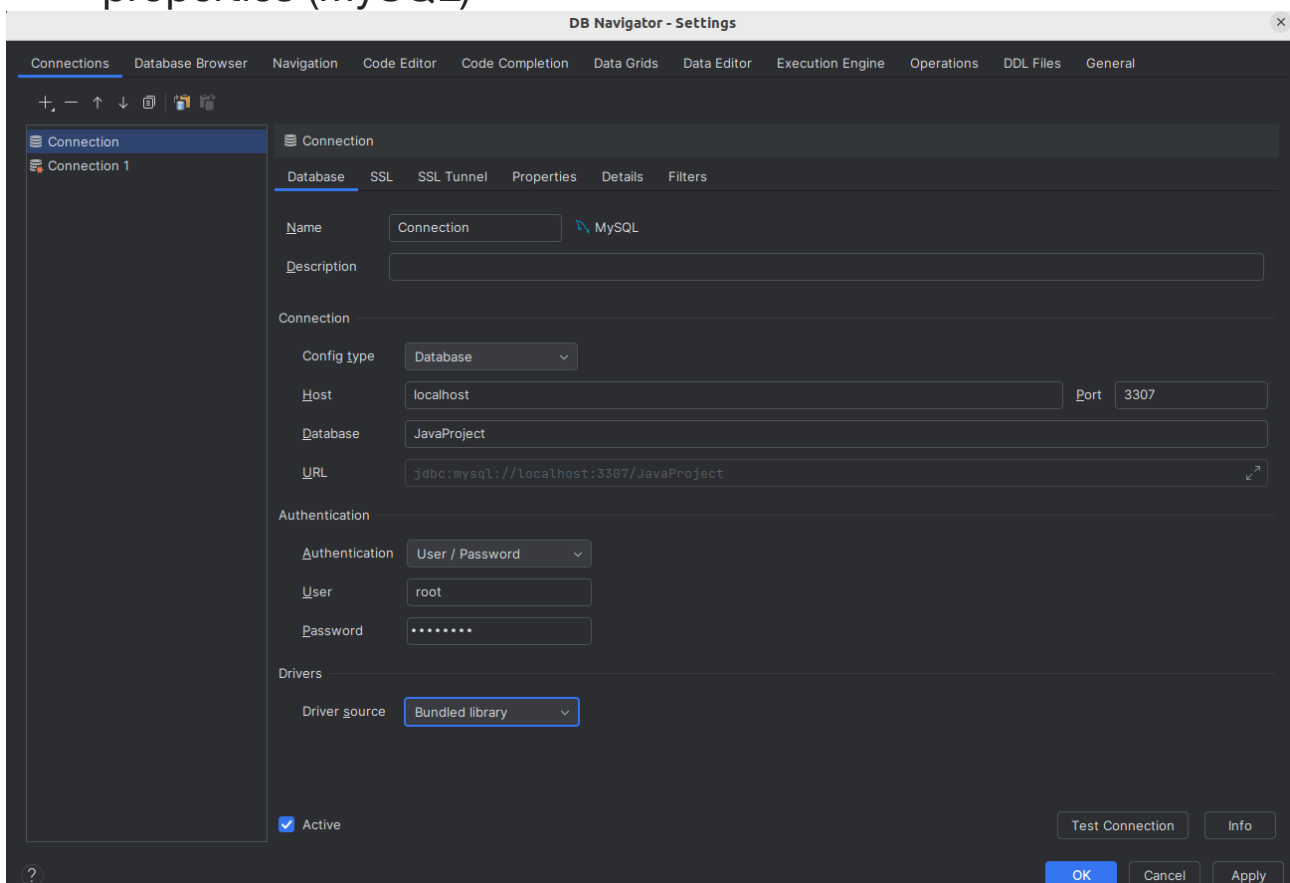 properties (MySQL)
DB Navigator - Settings
Connections Database Browser Navigation Code Editor Code Completion Data Grids Data Editor Execution Engine Operations DDL Files General
Connection
Connection 1
Connection
Database SSL SSL Tunnel Properties Details Filters
Name Connection MySQL
Description
Connection
Config type Database
Host localhost Port 3307
Database JavaProject
URL jdbc:mysql://localhost:3307/JavaProject
Authentication
Authentication User / Password
User root
Password ••••••••
Drivers
Driver source Bundled library
Active Test Connection Info
? OK Cancel Apply